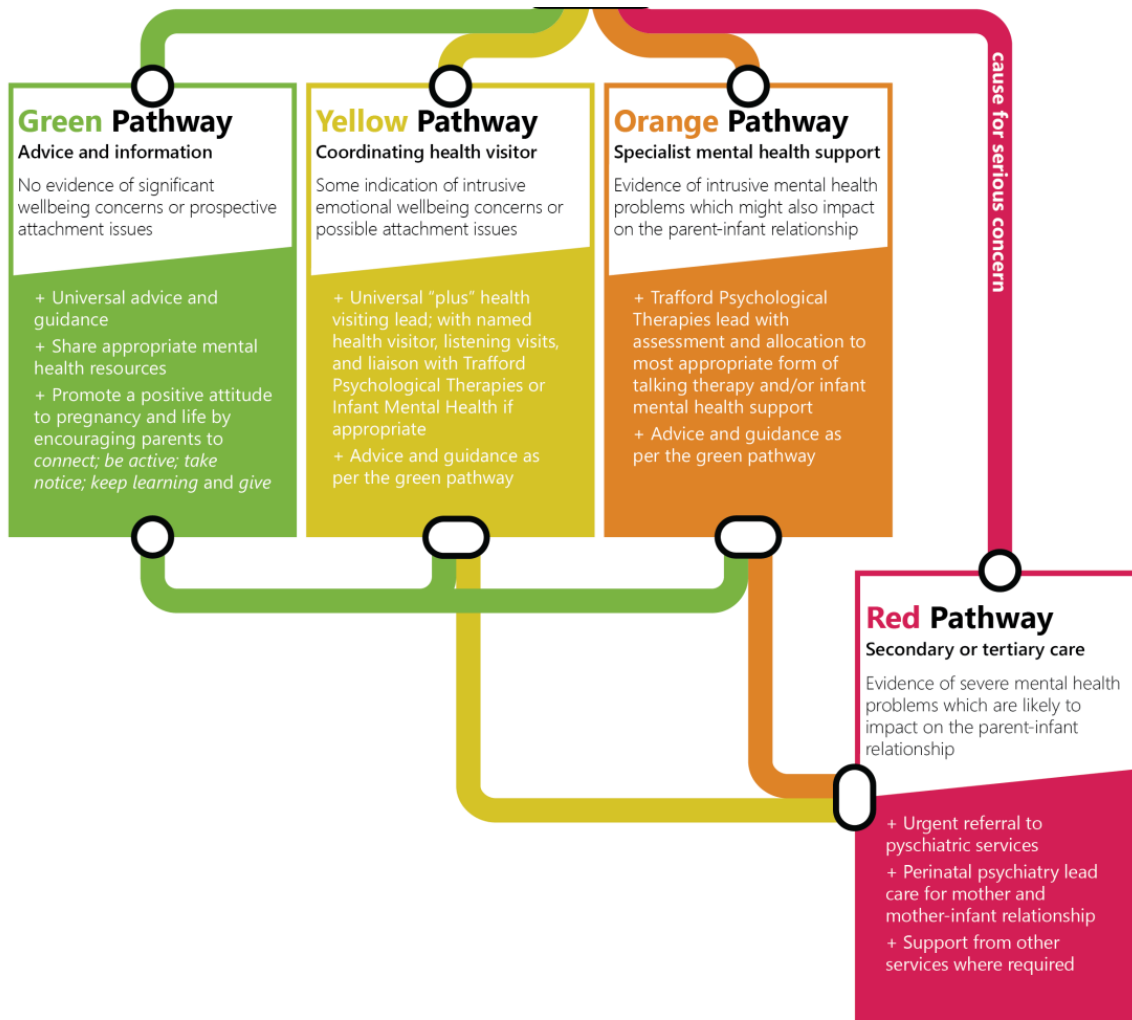 Green Pathway
Advice and information
No evidence of significant
wellbeing concerns or prospective
attachment issues
+ Universal advice and
guidance
+ Share appropriate mental
health resources
+ Promote a positive attitude
to pregnancy and life by
encouraging parents to
connect; be active; take
notice; keep learning and give
Yellow Pathway
Coordinating health visitor
Some indication of intrusive
emotional wellbeing concerns or
possible attachment issues
+ Universal "plus" health
visiting lead; with named
health visitor, listening visits,
and liaison with Trafford
Psychological Therapies or
Infant Mental Health if
appropriate
+ Advice and guidance as
per the green pathway
Orange Pathway
Specialist mental health support
Evidence of intrusive mental health
problems which might also impact
on the parent-infant relationship
+ Trafford Psychological
Therapies lead with
assessment and allocation to
most appropriate form of
talking therapy and/or infant
mental health support
+ Advice and guidance as
per the green pathway
cause for serious concern
Red Pathway
Secondary or tertiary care
Evidence of severe mental health
problems which are likely to
impact on the parent-infant
relationship
+ Urgent referral to
pyschiatric services
+ Perinatal psychiatry lead
care for mother and
mother-infant relationship
+ Support from other
services where required